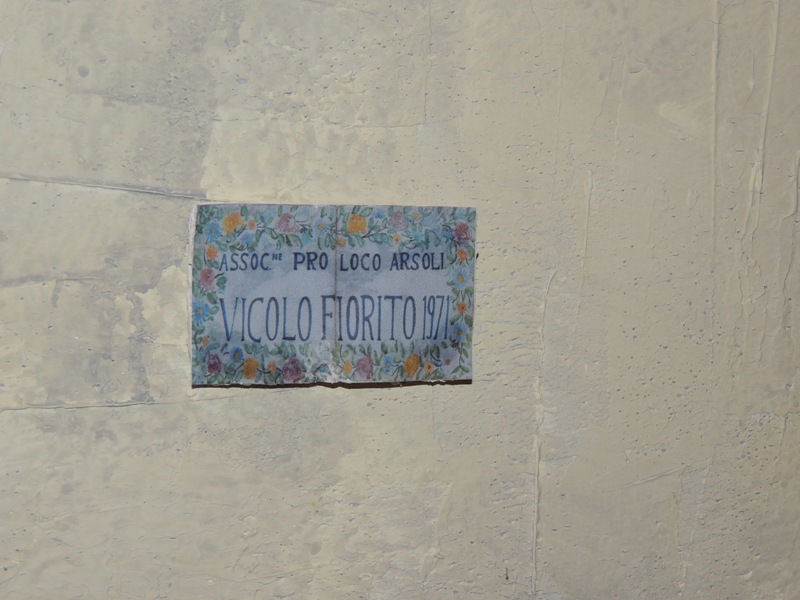 ASSOC.NE PRO LOCO ARSOLI
VICOLO FIORITO 1971